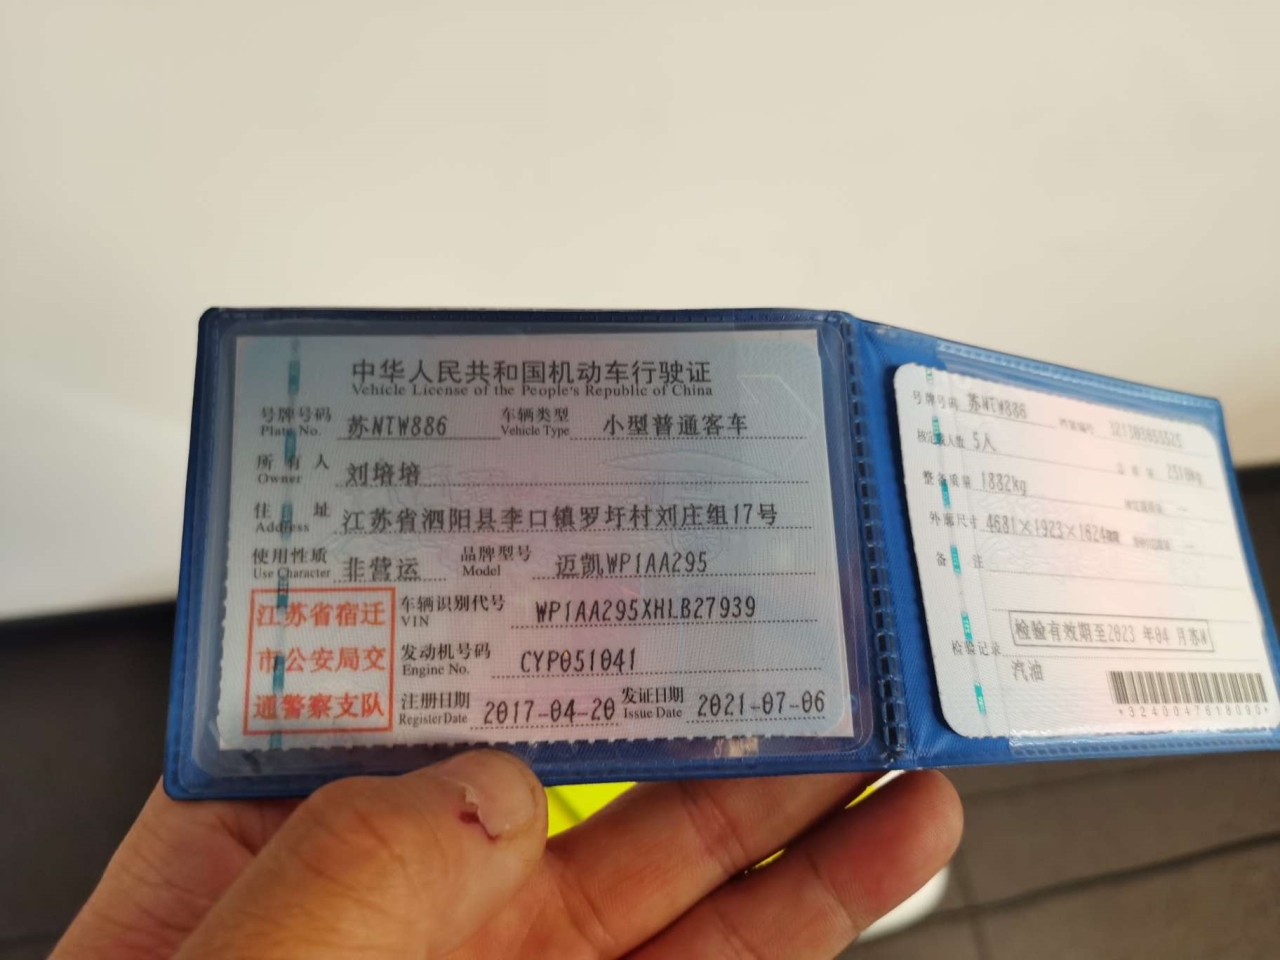 中华人民共和国机动车行驶证
Vehicle License of the People's Republic of China
号牌号码 苏NTW886 车辆类型 小型普通客车
Plate No. Vehicle Type
所有人 刘培培
Owner
住址 江苏省泗阳县李口镇罗圩村刘庄组17号
Address
使用性质 非营运 品牌型号 迈凯WP1AA295
Use Character Model
江苏省宿迁
市公安局交
通警察支队
车辆识别代号 WP1AA295XHLB27939
VIN
发动机号码 CYP051041
Engine No.
注册日期 2017-04-20 发证日期 2021-07-06
Register Date Issue Date
号牌号码 苏NTW886 档案编号
核定载人数 5人 总质量
整备质量 1882kg
外廓尺寸 4681×1923×1624mm
备注
检验有效期至2023年04月苏N
检验记录
汽油